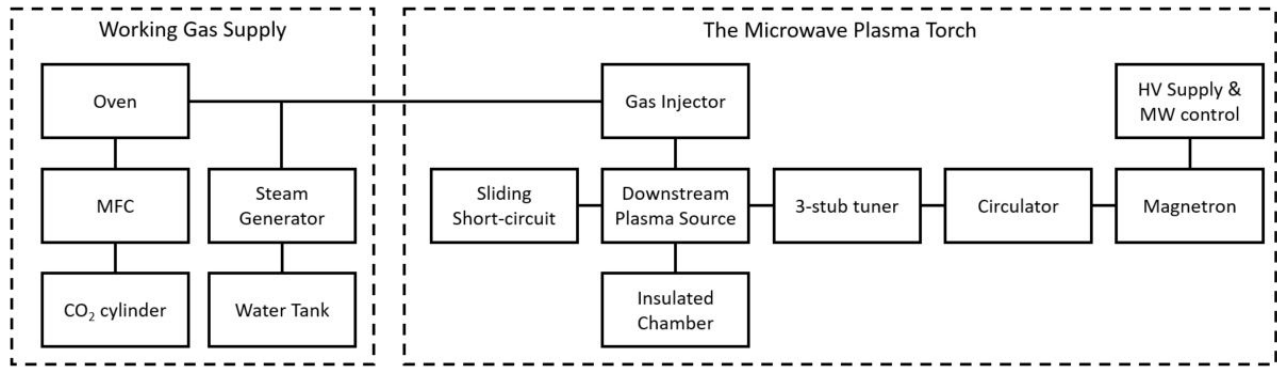 Working Gas Supply
Oven
MFC
CO₂ cylinder
Steam
Generator
Water Tank
The Microwave Plasma Torch
Gas Injector
HV Supply &
MW control
Sliding
Short-circuit
Downstream
Plasma Source
3-stub tuner
Circulator
Magnetron
Insulated
Chamber